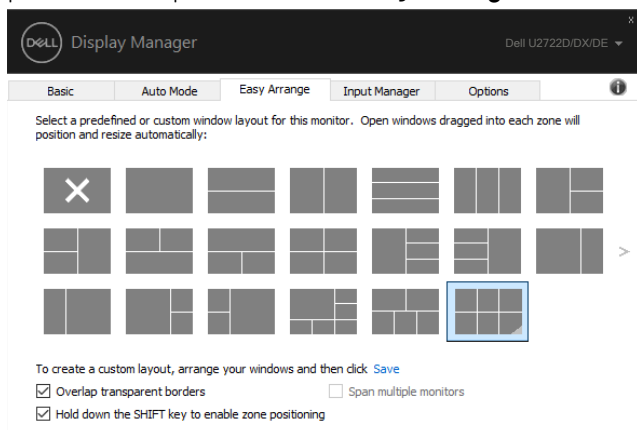 DELL Display Manager
Dell U2722D/DX/DE
x
Basic Auto Mode Easy Arrange Input Manager Options
Select a predefined or custom window layout for this monitor. Open windows dragged into each zone will
position and resize automatically:
>
To create a custom layout, arrange your windows and then click Save
Overlap transparent borders
Span multiple monitors
Hold down the SHIFT key to enable zone positioning